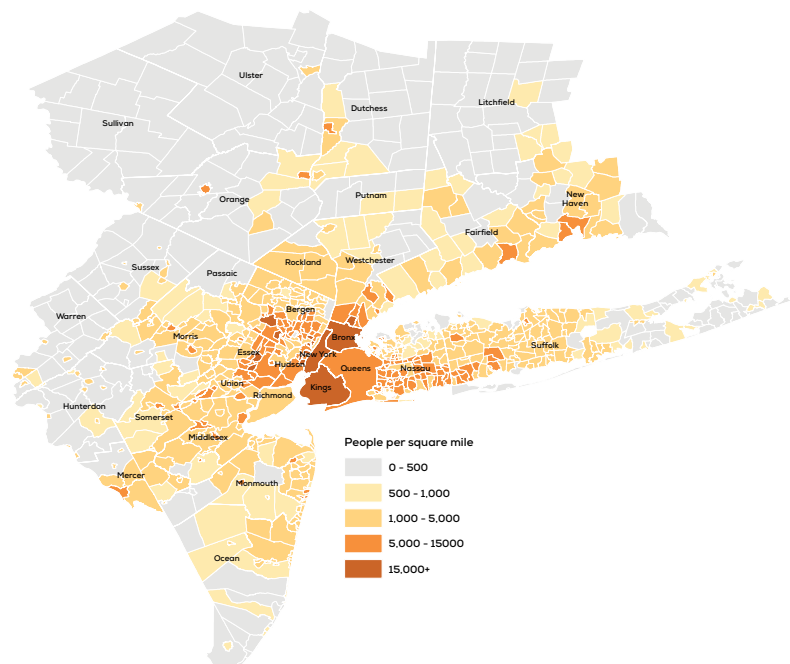 Ulster
Dutchess
Litchfield
Sullivan
Orange
Putnam
New
Haven
Fairfield
Rockland
Westchester
Sussex
Passaic
Bergen
Warren
Morris
Bronx
Essex
New York
Hudson
Queens
Nassau
Suffolk
Union
Kings
Richmond
Hunterdon
Somerset
Middlesex
Mercer
Monmouth
Ocean
People per square mile
0 - 500
500 - 1,000
1,000 - 5,000
5,000 - 15000
15,000+